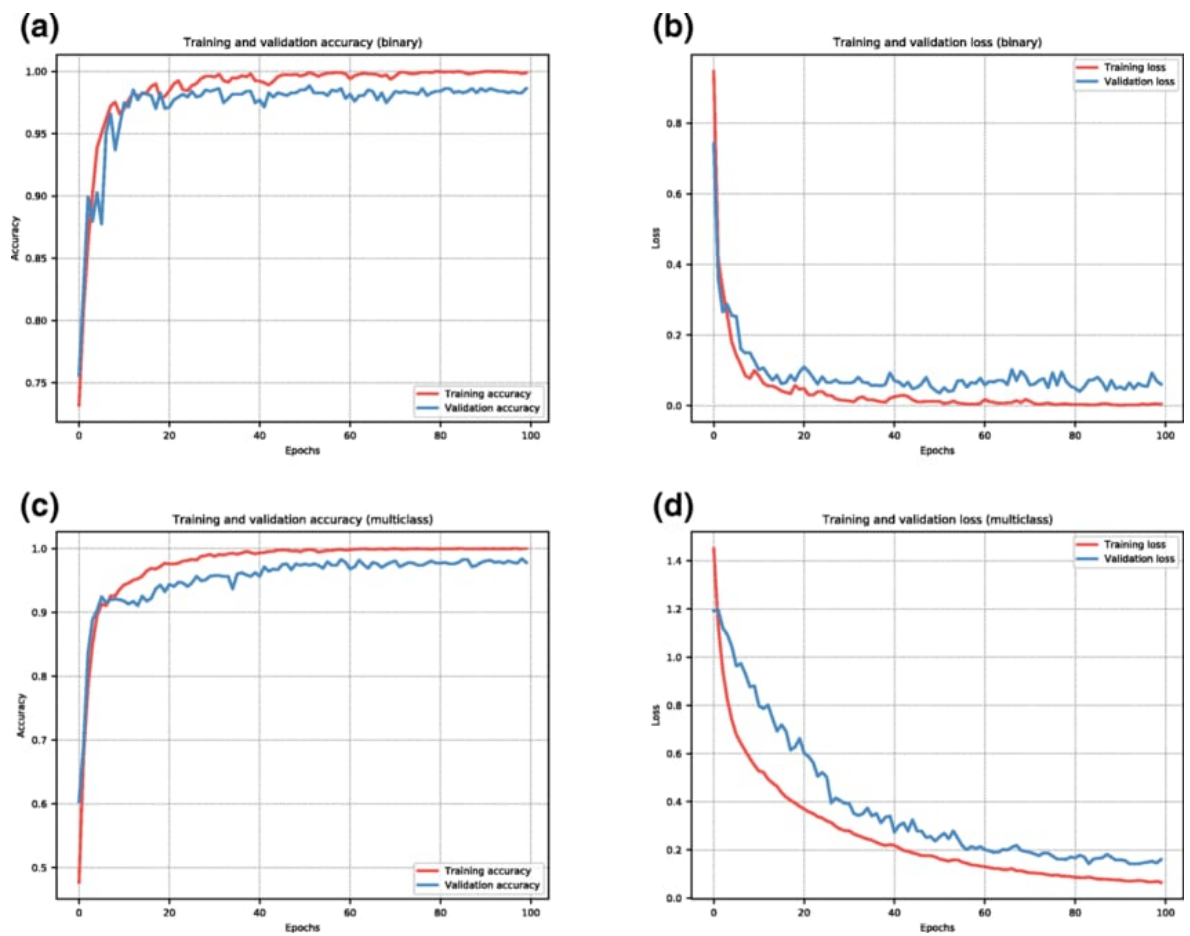 (a)
Training and validation accuracy (binary)
1.00
0.95
0.90
0.85
0.80
0.75
Accuracy
Training accuracy
Validation accuracy
0 20 40 60 80 100
Epochs
(b)
Training and validation loss (binary)
Training loss
Validation loss
0.8
0.6
0.4
0.2
0.0
Loss
0 20 40 60 80 100
Epochs
(c)
Training and validation accuracy (multiclass)
1.0
0.9
0.8
0.7
0.6
0.5
Accuracy
Training accuracy
Validation accuracy
0 20 40 60 80 100
Epochs
(d)
Training and validation loss (multiclass)
Training loss
Validation loss
1.4
1.2
1.0
0.8
0.6
0.4
0.2
0.0
Loss
0 20 40 60 80 100
Epochs